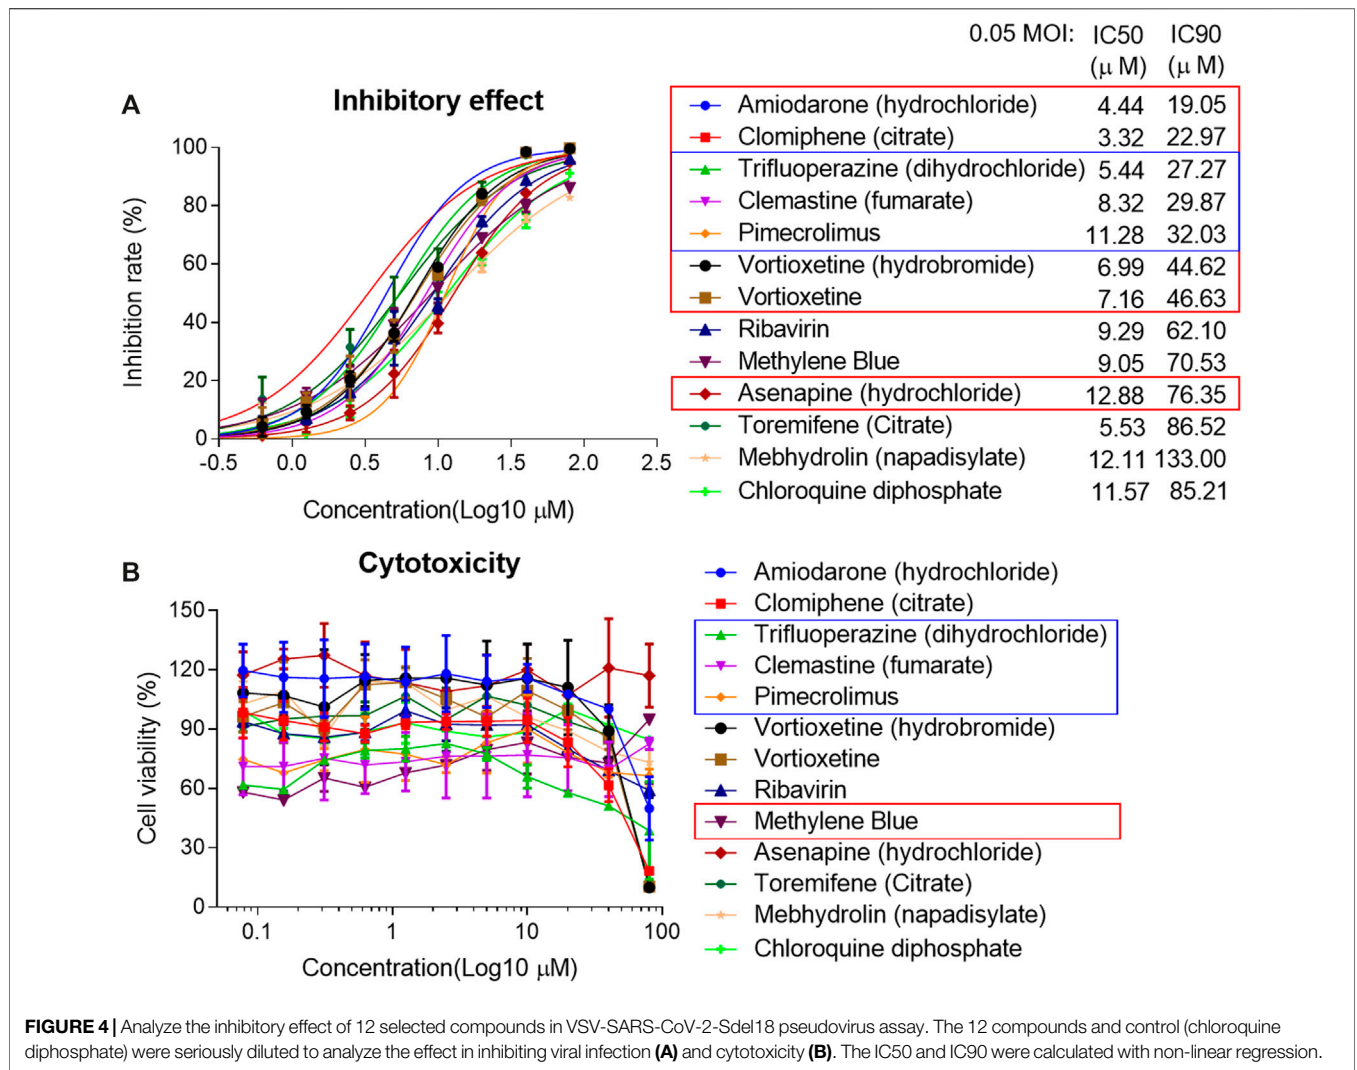 0.05 MOI: IC50 IC90
(μ M) (μ M)
A
Inhibitory effect
Amiodarone (hydrochloride) 4.44 19.05
Clomiphene (citrate) 3.32 22.97
Trifluoperazine (dihydrochloride) 5.44 27.27
Clemastine (fumarate) 8.32 29.87
Pimecrolimus 11.28 32.03
Vortioxetine (hydrobromide) 6.99 44.62
Vortioxetine 7.16 46.63
Ribavirin 9.29 62.10
Methylene Blue 9.05 70.53
Asenapine (hydrochloride) 12.88 76.35
Toremifene (Citrate) 5.53 86.52
Mebhydrolin (napadisylate) 12.11 133.00
Chloroquine diphosphate 11.57 85.21
Inhibition rate (%)
100
80
60
40
20
0
-0.5 0.0 0.5 1.0 1.5 2.0 2.5
Concentration(Log10 μM)
B
Cytotoxicity
Cell viability (%)
150
120
90
60
30
0
0.1 1 10 100
Concentration(Log10 μM)
Amiodarone (hydrochloride)
Clomiphene (citrate)
Trifluoperazine (dihydrochloride)
Clemastine (fumarate)
Pimecrolimus
Vortioxetine (hydrobromide)
Vortioxetine
Ribavirin
Methylene Blue
Asenapine (hydrochloride)
Toremifene (Citrate)
Mebhydrolin (napadisylate)
Chloroquine diphosphate
FIGURE 4 | Analyze the inhibitory effect of 12 selected compounds in VSV-SARS-CoV-2-Sdel18 pseudovirus assay. The 12 compounds and control (chloroquine
diphosphate) were seriously diluted to analyze the effect in inhibiting viral infection (A) and cytotoxicity (B). The IC50 and IC90 were calculated with non-linear regression.